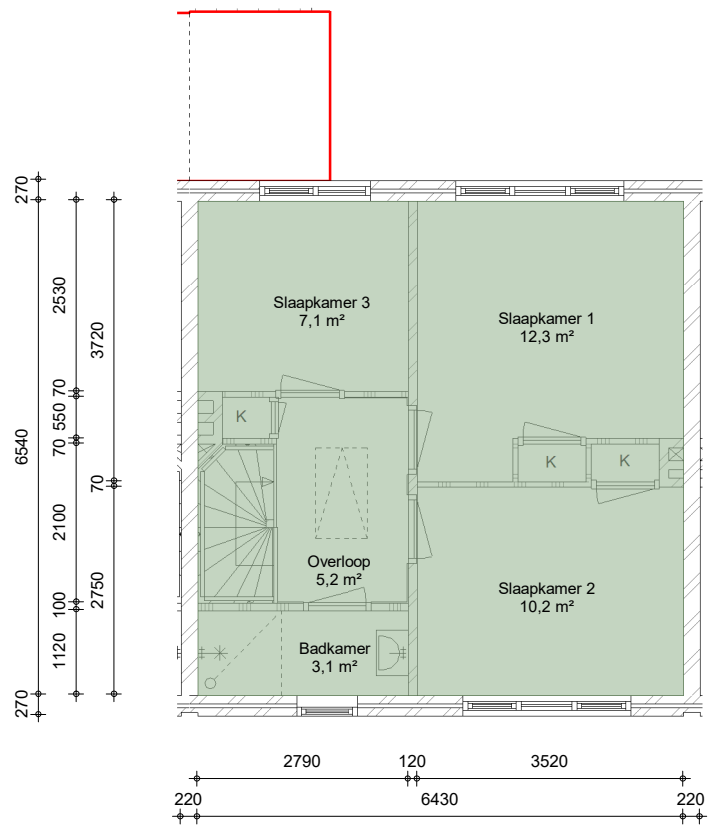 270
2530
3720
Slaapkamer 3
7,1 m²
Slaapkamer 1
12,3 m²
70
550
K
6540
70
70
K
K
2100
Overloop
5,2 m²
2750
Slaapkamer 2
10,2 m²
100
1120
Badkamer
3,1 m²
270
2790
120
3520
220
6430
220